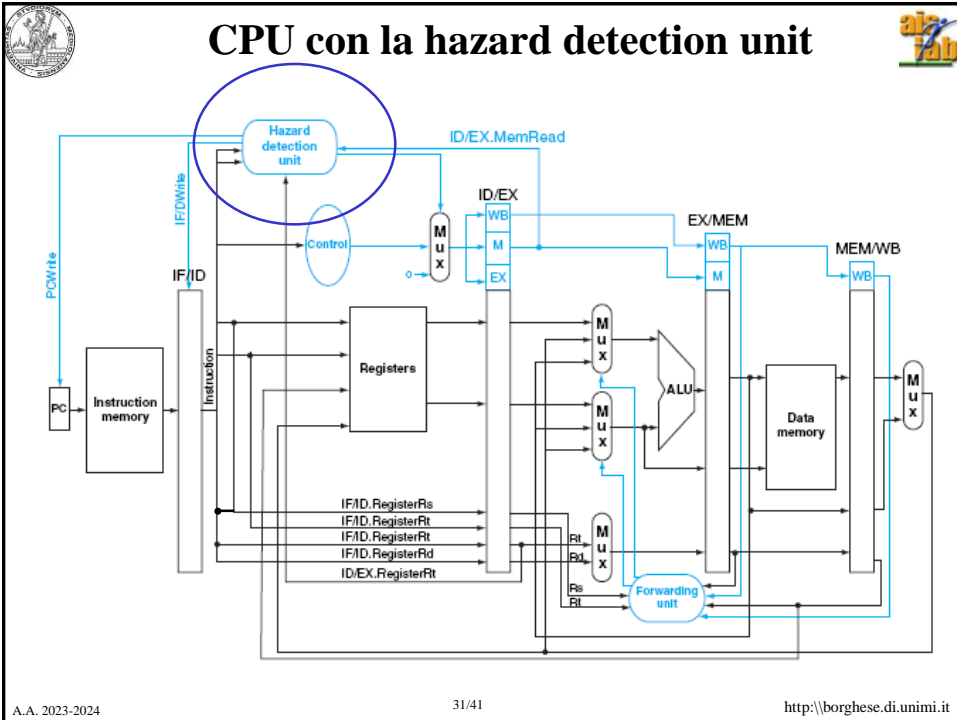 CPU con la hazard detection unit
Hazard
detection
unit
ID/EX.MemRead
ID/EX
WB
M
EX
Control
M
u
x
0
IF/DWrite
PCWrite
IF/ID
EX/MEM
WB
M
MEM/WB
WB
PC
Instruction
memory
Instruction
Registers
M
u
x
M
u
x
ALU
Data
memory
M
u
x
IF/ID.RegisterRs
IF/ID.RegisterRt
IF/ID.RegisterRt
IF/ID.RegisterRd
ID/EX.RegisterRt
Rt
Rd
M
u
x
Rs
Rt
Forwarding
unit
A.A. 2023-2024
31/41
http:\\borghese.di.unimi.it